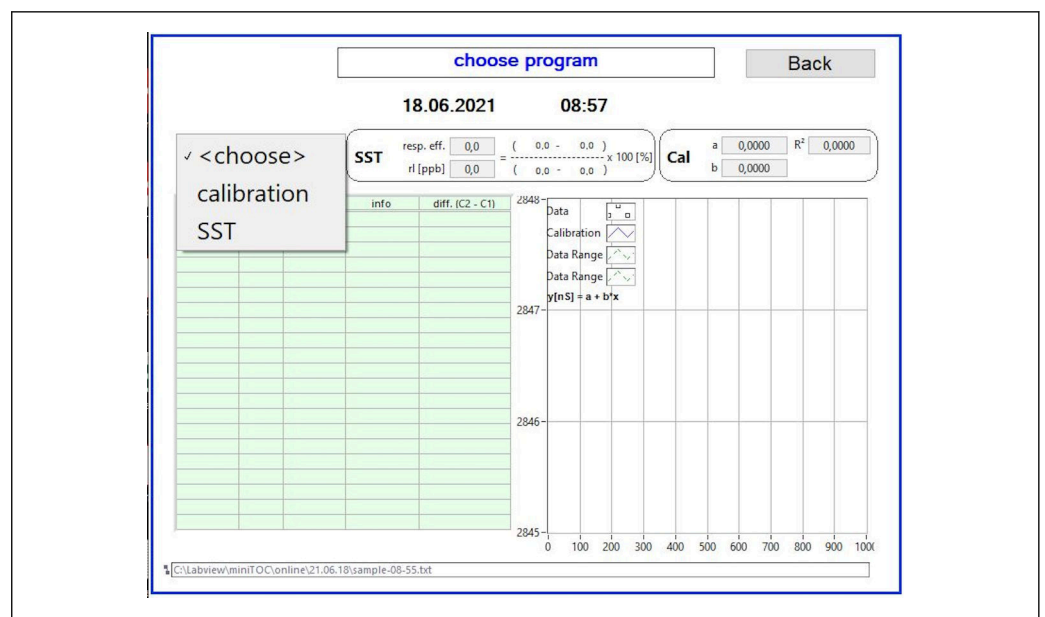 choose program
Back
18.06.2021 08:57
✓ <choose>
calibration
SST
SST
resp. eff. 0,0 = ( 0,0 - 0,0 ) x 100 [%]
rl [ppb] 0,0 ( 0,0 - 0,0 )
Cal
a 0,0000 R² 0,0000
b 0,0000
info diff. (C2 - C1)
2848
Data
Calibration
Data Range
Data Range
y[nS] = a + b*x
2847
2846
2845
0 100 200 300 400 500 600 700 800 900 100
C:\Labview\miniTOC\online\21.06.18\sample-08-55.txt